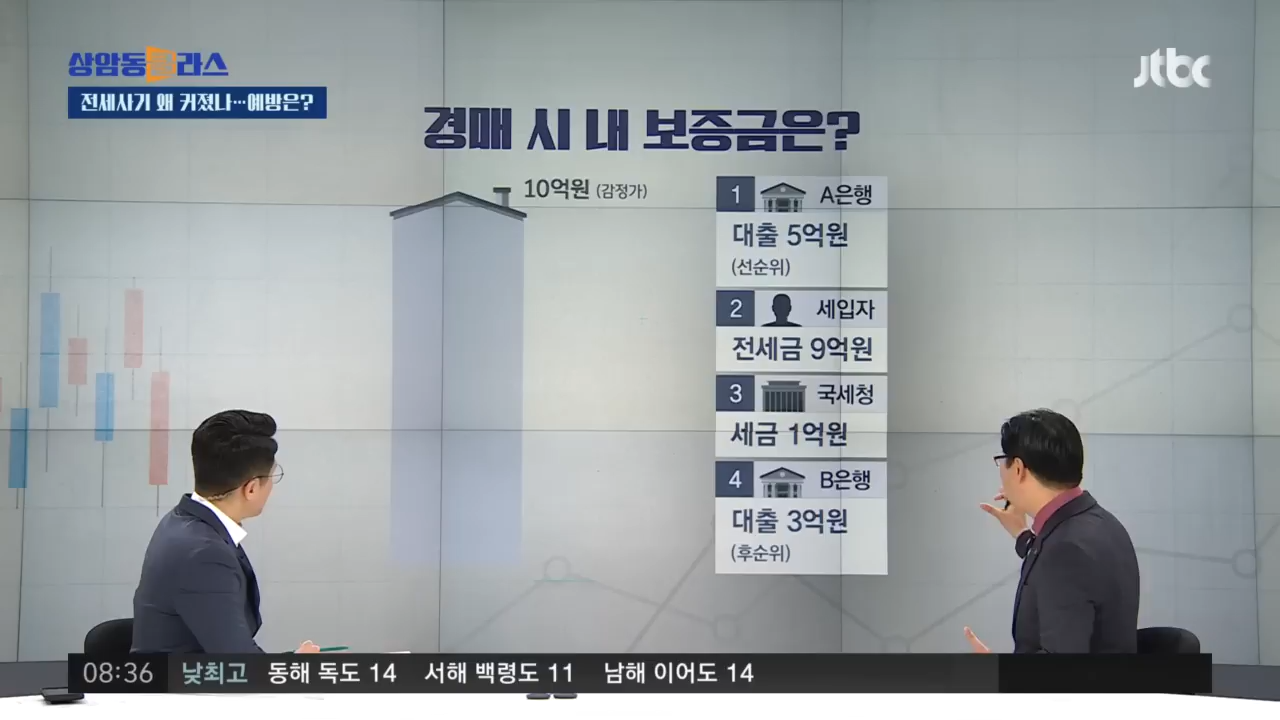 상암동클라스
jtbc
전세사기 왜 커졌나…예방은?
경매 시 내 보증금은?
10억원 (감정가)
1 A은행
대출 5억원
(선순위)
2 세입자
전세금 9억원
3 국세청
세금 1억원
4 B은행
대출 3억원
(후순위)
08:36 낮최고 동해 독도 14 서해 백령도 11 남해 이어도 14